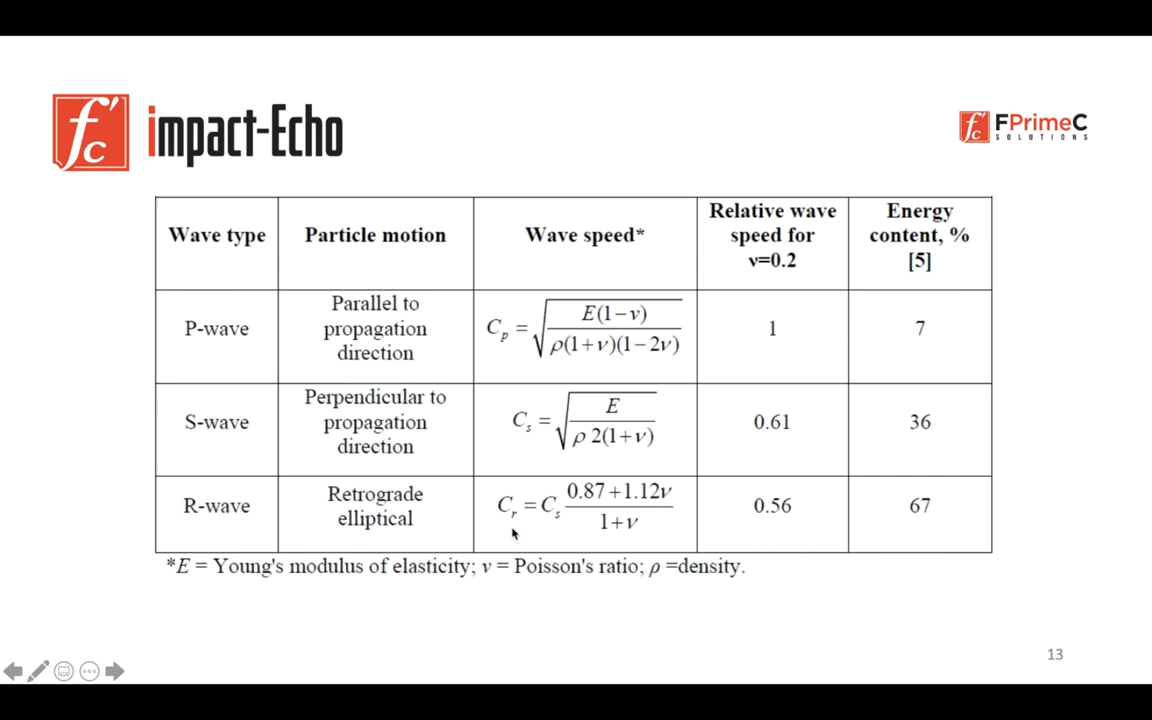 f'c impact-Echo
f'c FPrimeC
SOLUTIONS
Wave type
Particle motion
Wave speed*
Relative wave
speed for
ν=0.2
Energy
content, %
[5]
P-wave
Parallel to
propagation
direction
C_p = √(E(1−ν) / ρ(1+ν)(1−2ν))
1
7
S-wave
Perpendicular to
propagation
direction
C_s = √(E / ρ 2(1+ν))
0.61
36
R-wave
Retrograde
elliptical
C_r = C_s (0.87+1.12ν) / (1+ν)
0.56
67
*E = Young's modulus of elasticity; ν = Poisson's ratio; ρ =density.
13